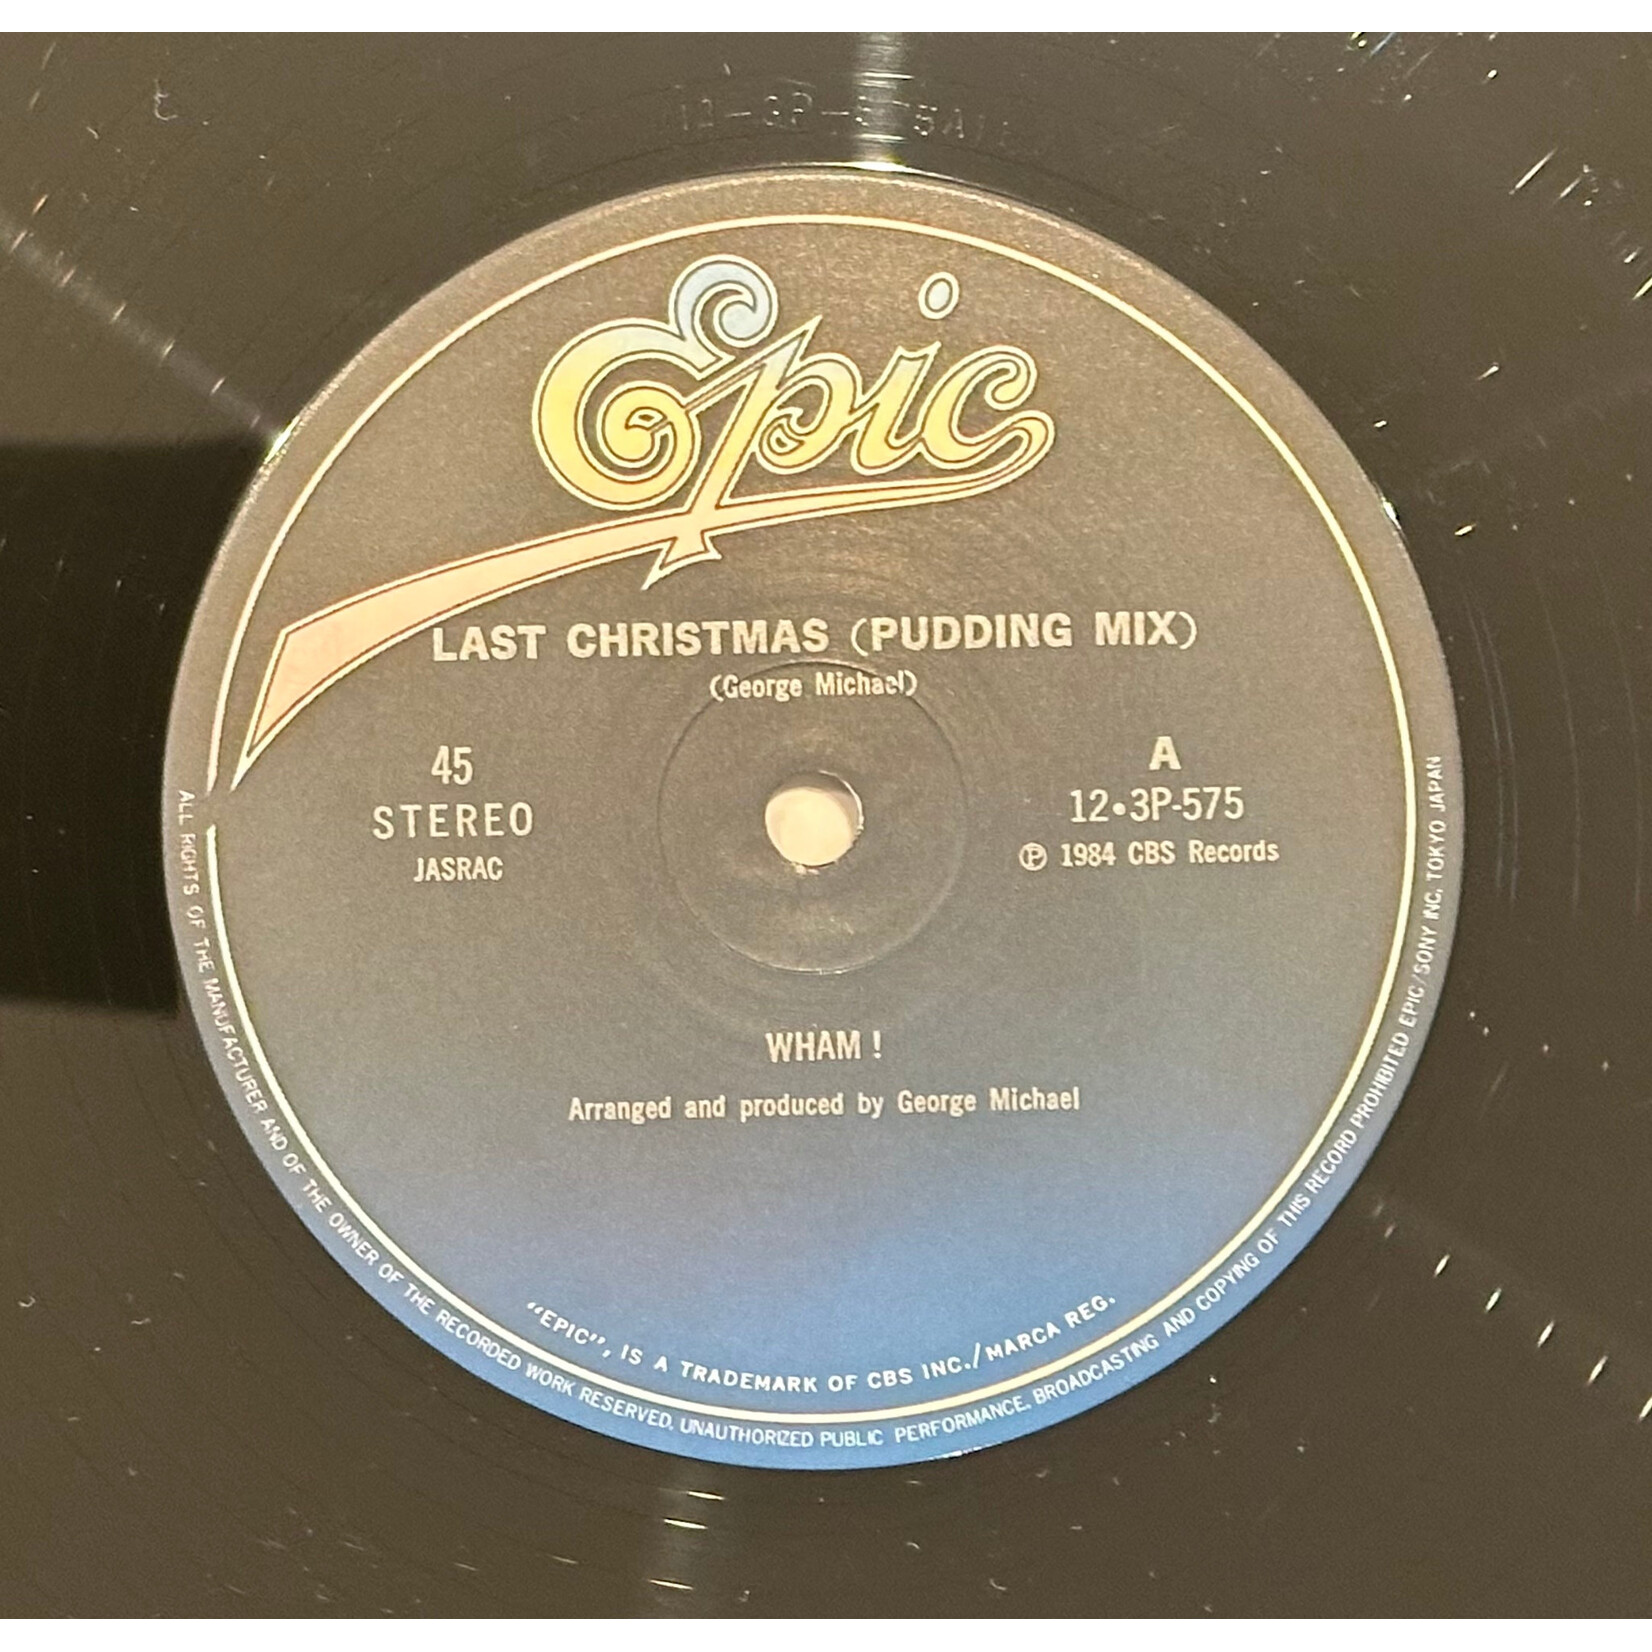 Epic
LAST CHRISTMAS (PUDDING MIX)
(George Michael)
45
STEREO
JASRAC
A
12•3P-575
Ⓟ 1984 CBS Records
WHAM !
Arranged and produced by George Michael
"EPIC", IS A TRADEMARK OF CBS INC./MARCA REG.
ALL RIGHTS OF THE MANUFACTURER AND OF THE OWNER OF THE RECORDED WORK RESERVED. UNAUTHORIZED PUBLIC PERFORMANCE, BROADCASTING AND COPYING OF THIS RECORD PROHIBITED EPIC/SONY INC. TOKYO JAPAN